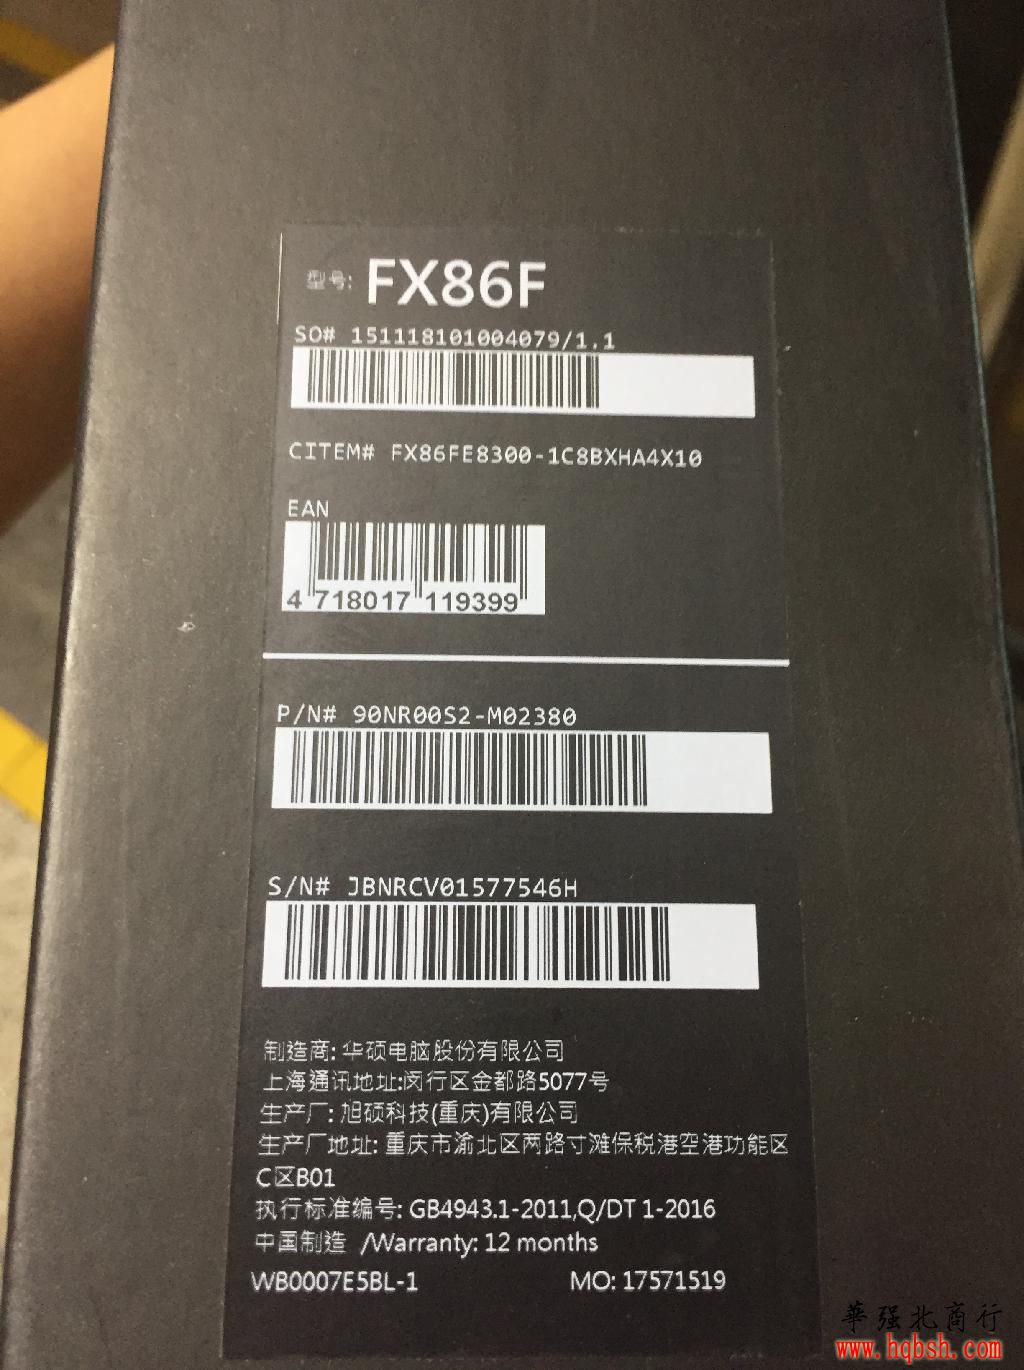 型号: FX86F
SO# 151118101004079/1.1
CITEM# FX86FE8300-1C8BXHA4X10
EAN
4 718017 119399
P/N# 90NR00S2-M02380
S/N# JBNRCV01577546H
制造商: 华硕电脑股份有限公司
上海通讯地址:闵行区金都路5077号
生产厂: 旭硕科技(重庆)有限公司
生产厂地址: 重庆市渝北区两路寸滩保税港空港功能区
C区B01
执行标准编号: GB4943.1-2011,Q/DT 1-2016
中国制造 /Warranty: 12 months
WB0007E5BL-1 MO: 17571519
華强北商行
www.hqbsh.com